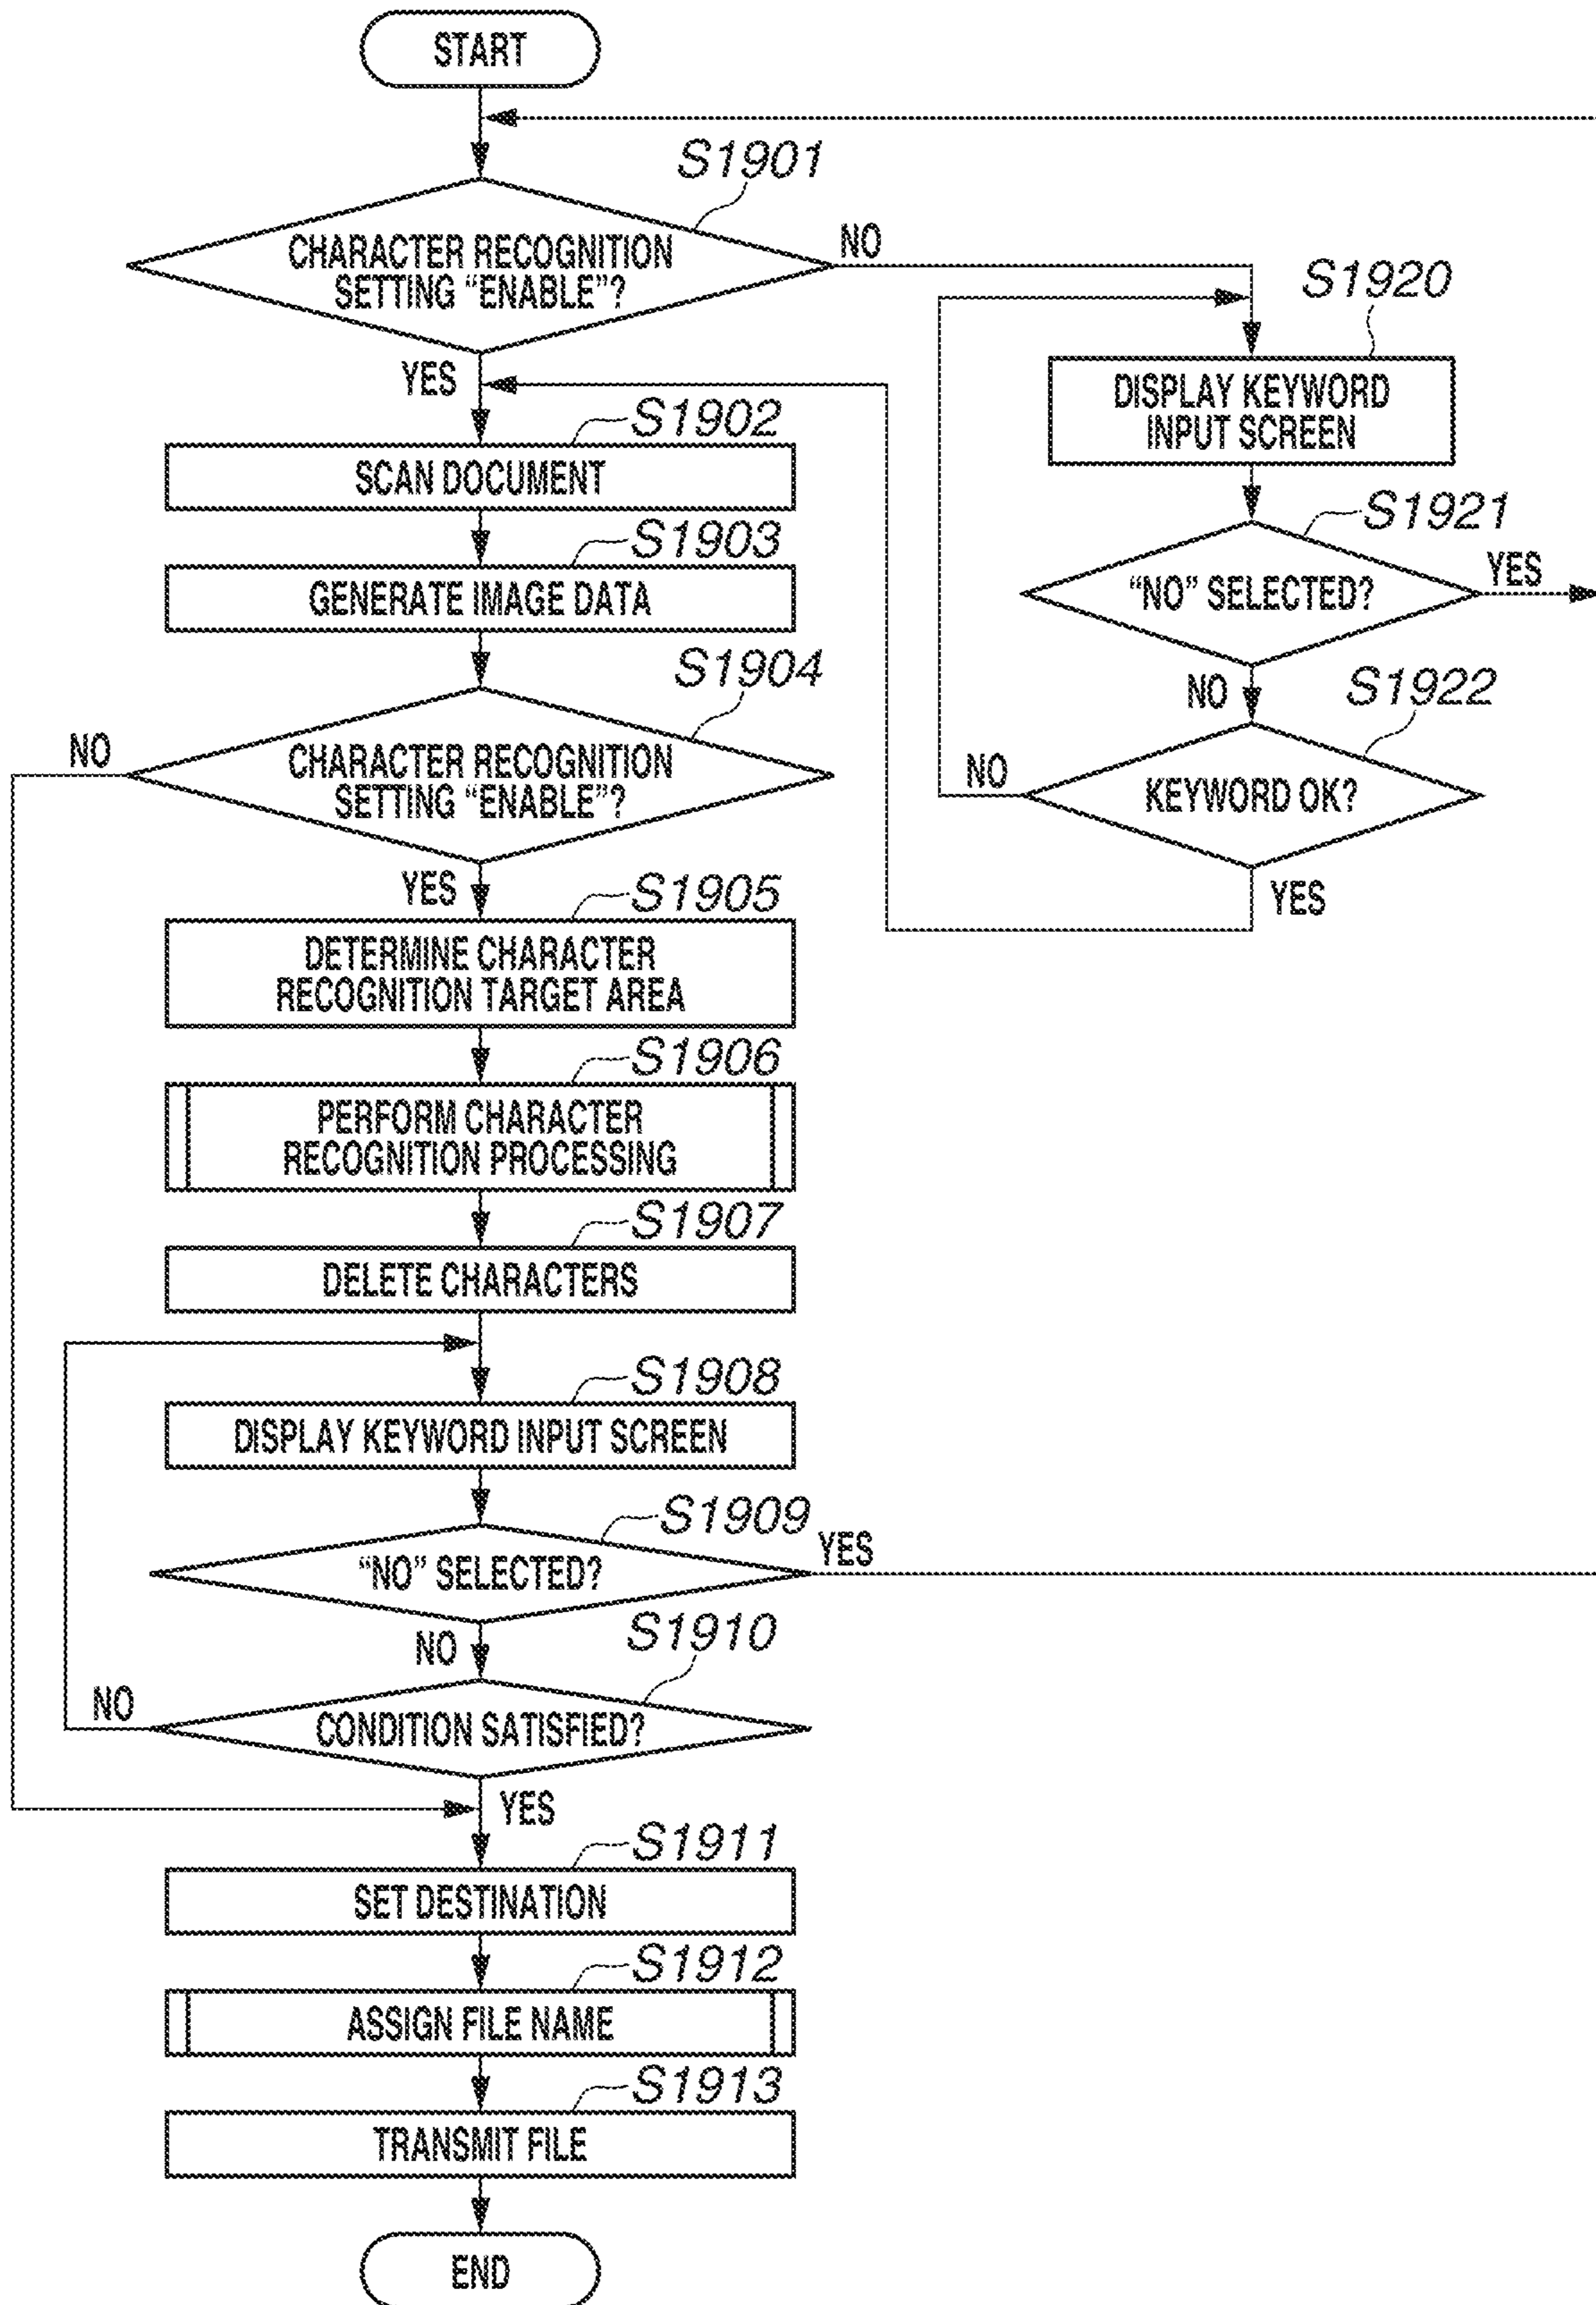 START
S1901
CHARACTER RECOGNITION
SETTING “ENABLE”?
NO
YES
S1902
SCAN DOCUMENT
S1903
GENERATE IMAGE DATA
S1904
NO
CHARACTER RECOGNITION
SETTING “ENABLE”?
YES
S1905
DETERMINE CHARACTER
RECOGNITION TARGET AREA
S1906
PERFORM CHARACTER
RECOGNITION PROCESSING
S1907
DELETE CHARACTERS
S1908
DISPLAY KEYWORD INPUT SCREEN
S1909
“NO” SELECTED?
YES
NO
S1910
NO
CONDITION SATISFIED?
YES
S1911
SET DESTINATION
S1912
ASSIGN FILE NAME
S1913
TRANSMIT FILE
END
S1920
DISPLAY KEYWORD
INPUT SCREEN
S1921
“NO” SELECTED?
YES
NO
S1922
NO
KEYWORD OK?
YES